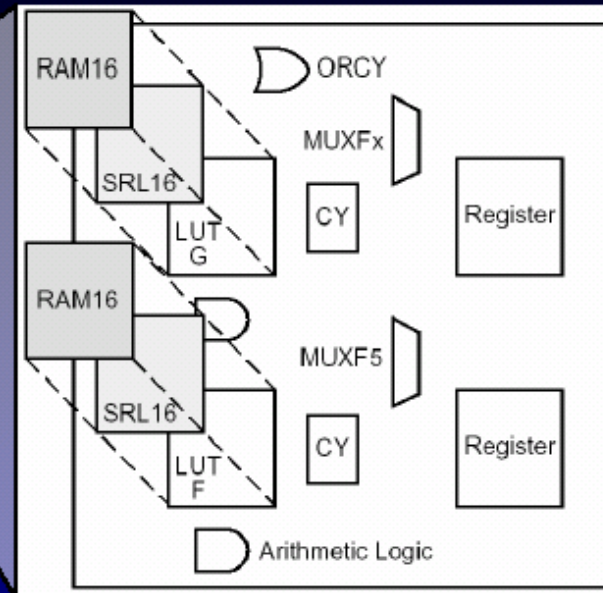 RAM16
ORCY
MUXFx
SRL16
CY
Register
LUT
G
RAM16
MUXF5
SRL16
CY
Register
LUT
F
Arithmetic Logic